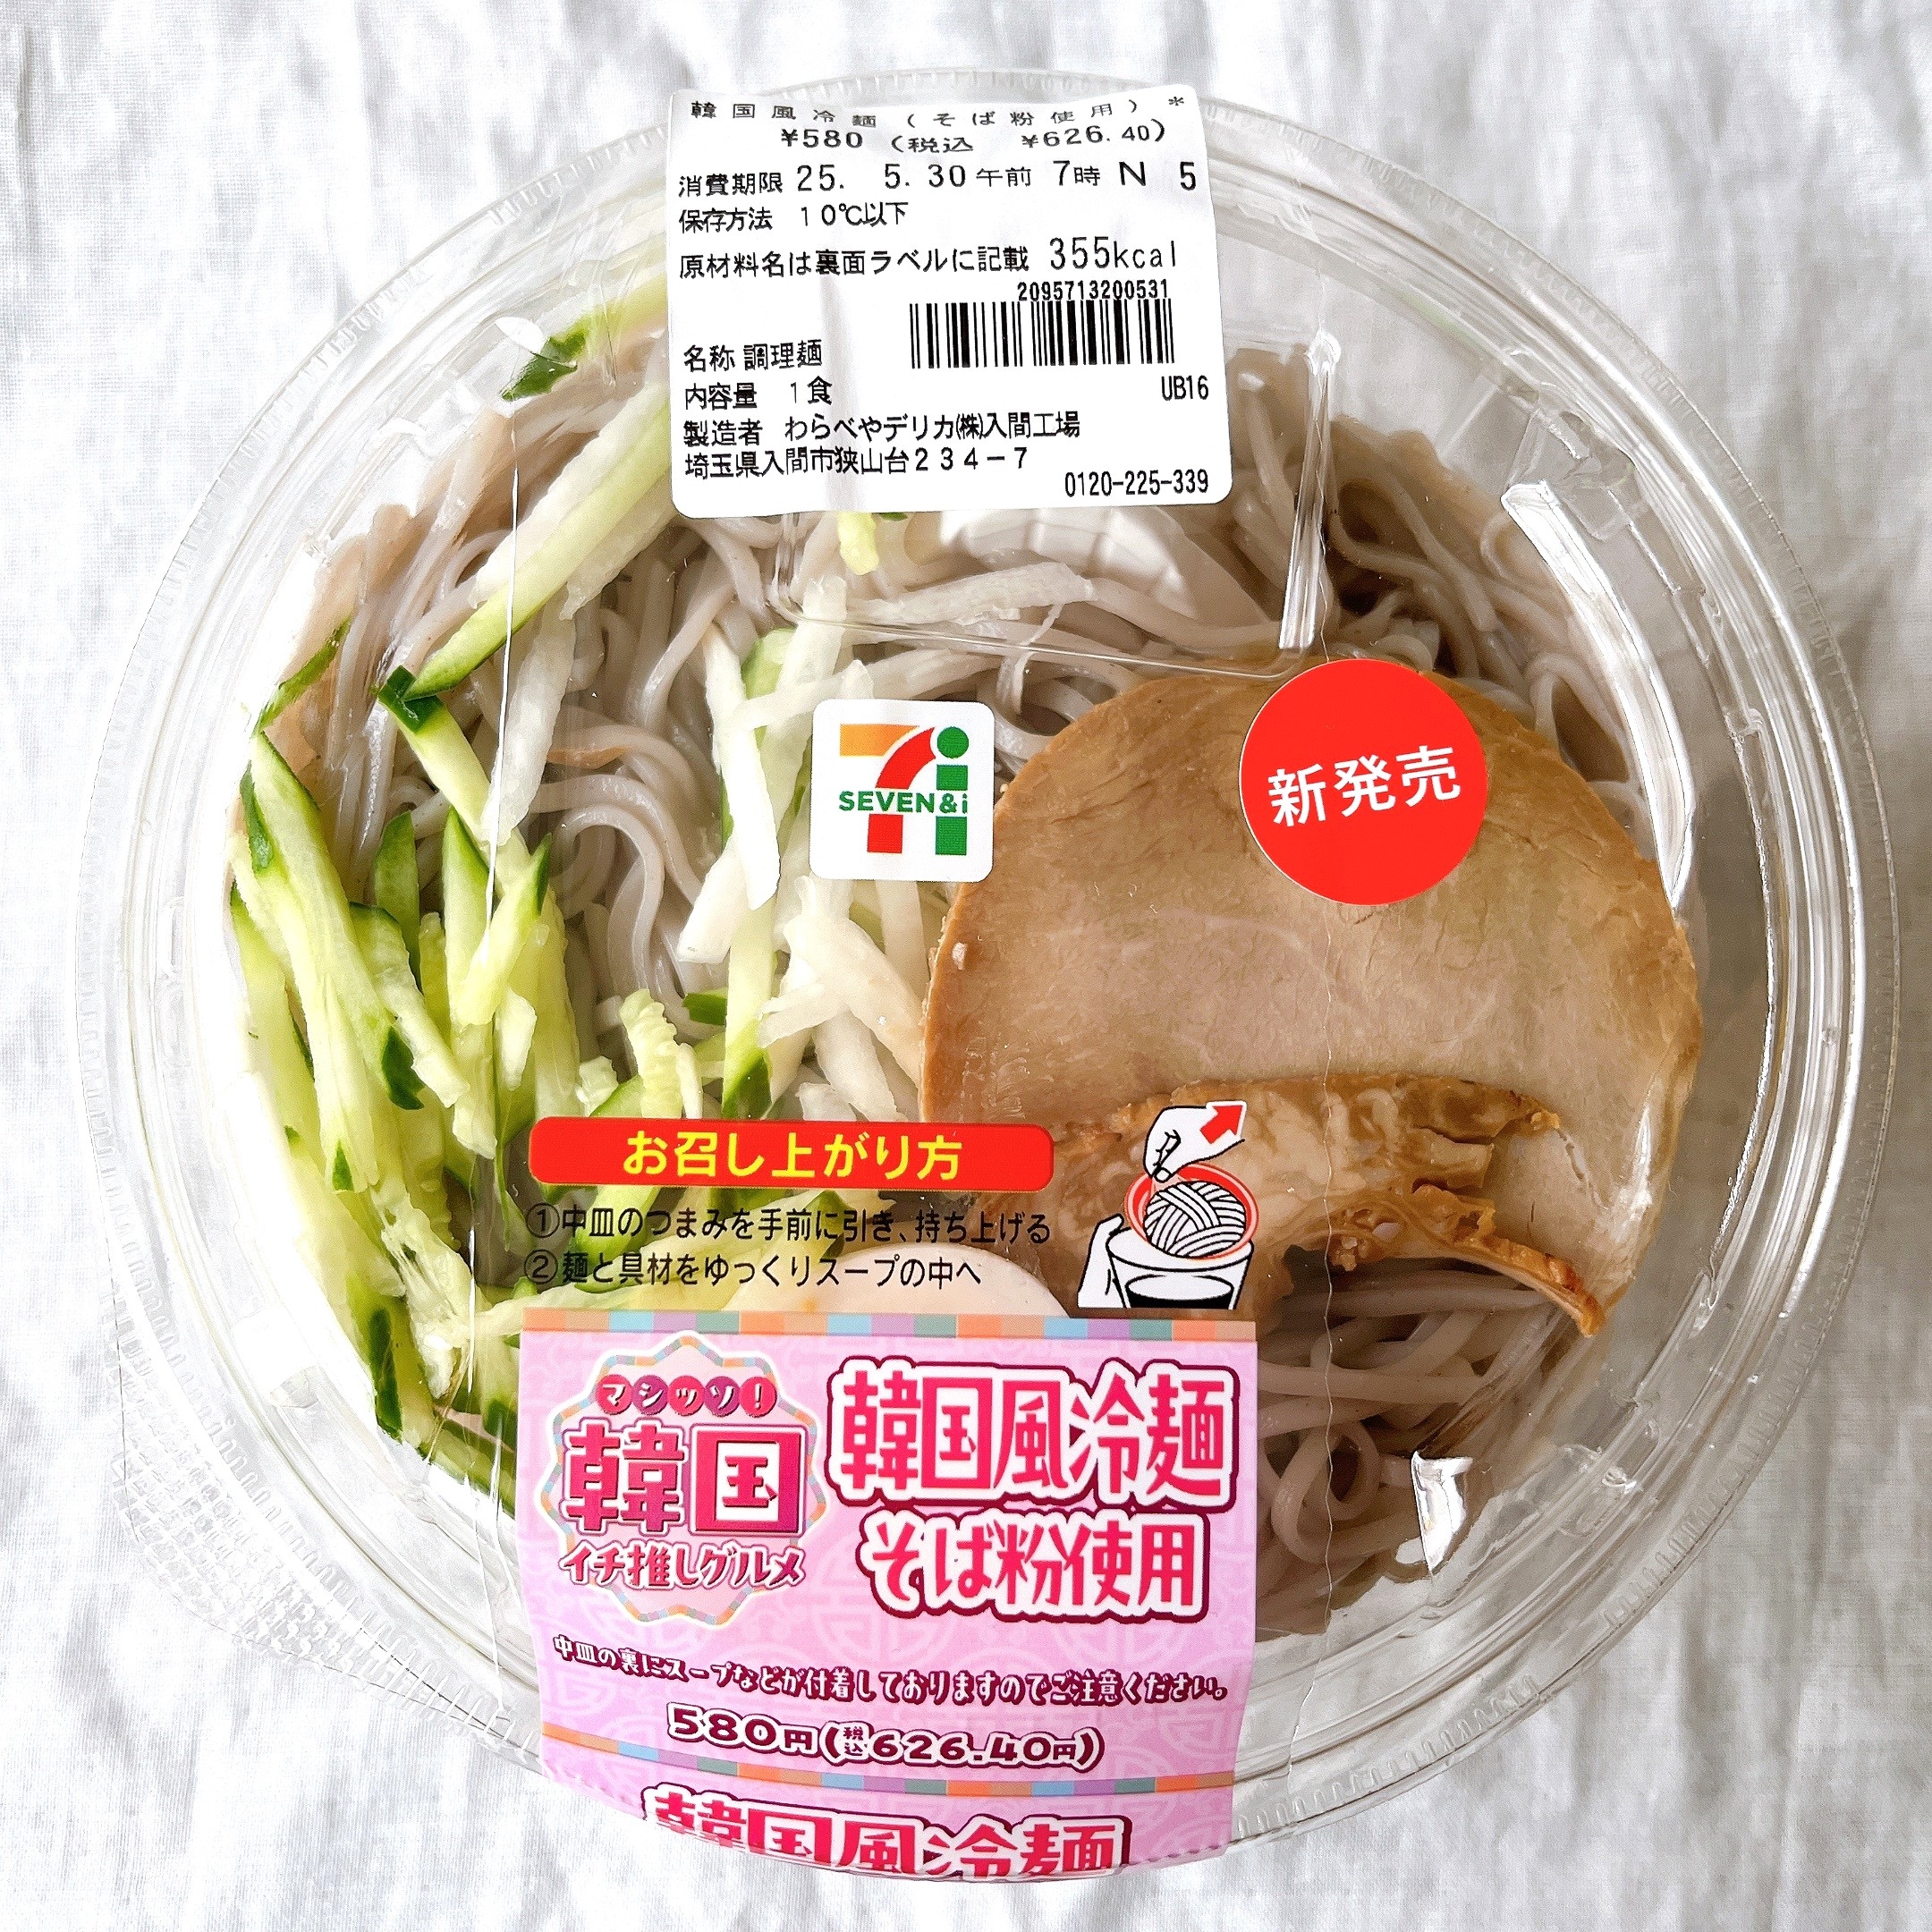 韓国風冷麺(そば粉使用) *
¥580 (税込 ¥626.40)
消費期限 25. 5.30午前 7時 N 5
保存方法 10℃以下
原材料名は裏面ラベルに記載 355kcal
2095713200531
名称 調理麺
内容量 1食
UB16
製造者 わらべやデリカ㈱入間工場
埼玉県入間市狭山台234-7
0120-225-339
SEVEN&i
新発売
お召し上がり方
①中皿のつまみを手前に引き、持ち上げる
②麺と具材をゆっくりスープの中へ
マシッソ!
韓国
イチ推しグルメ
韓国風冷麺
そば粉使用
中皿の裏にスープなどが付着しておりますのでご注意ください。
580円(税込626.40円)
韓国風冷麺